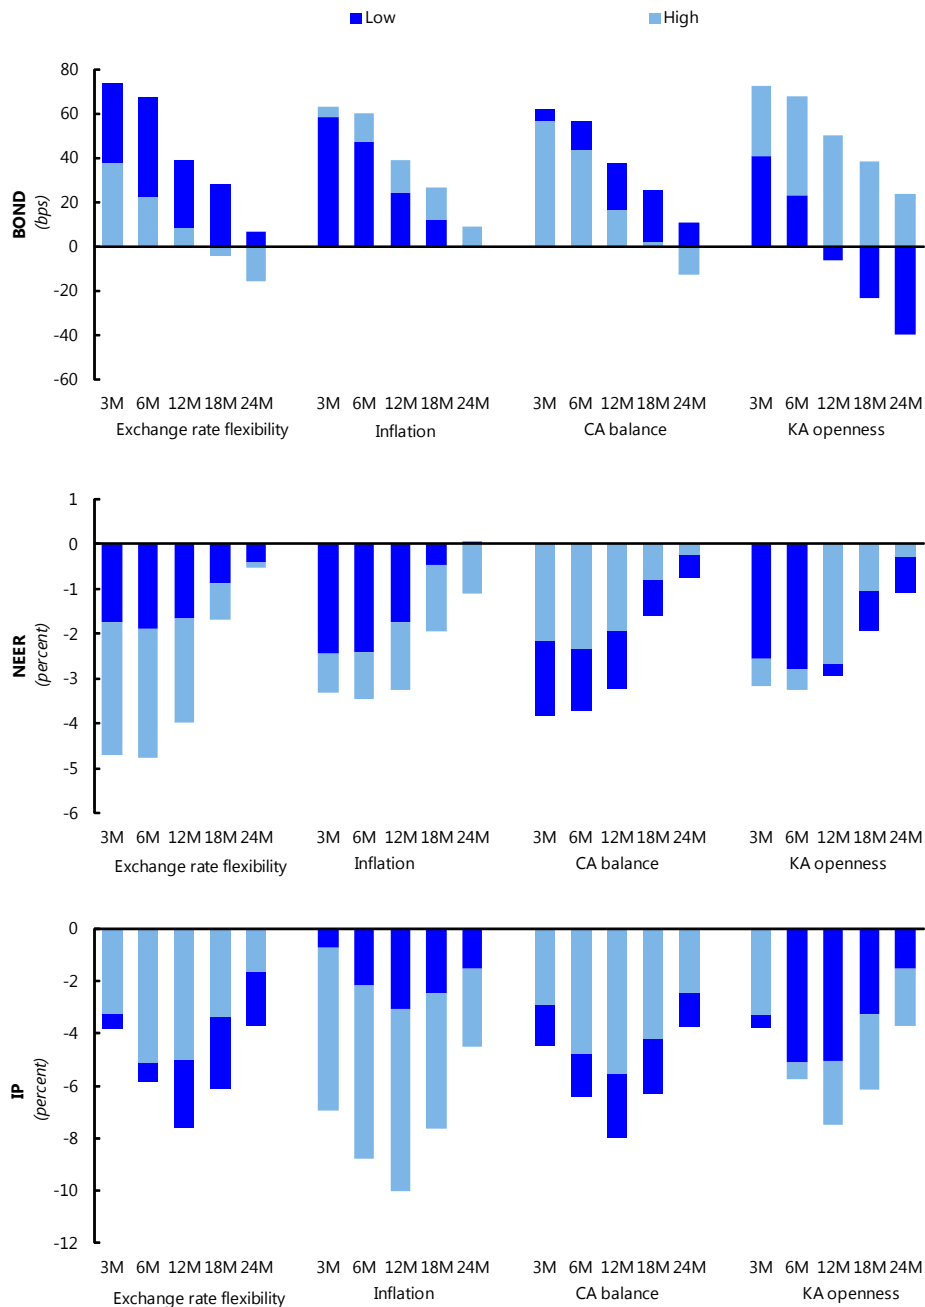 Low High
80
60
40
20
0
-20
-40
-60
BOND
(bps)
3M 6M 12M 18M 24M 3M 6M 12M 18M 24M 3M 6M 12M 18M 24M 3M 6M 12M 18M 24M
Exchange rate flexibility Inflation CA balance KA openness
1
0
-1
-2
-3
-4
-5
-6
NEER
(percent)
3M 6M 12M 18M 24M 3M 6M 12M 18M 24M 3M 6M 12M 18M 24M 3M 6M 12M 18M 24M
Exchange rate flexibility Inflation CA balance KA openness
0
-2
-4
-6
-8
-10
-12
IP
(percent)
3M 6M 12M 18M 24M 3M 6M 12M 18M 24M 3M 6M 12M 18M 24M 3M 6M 12M 18M 24M
Exchange rate flexibility Inflation CA balance KA openness